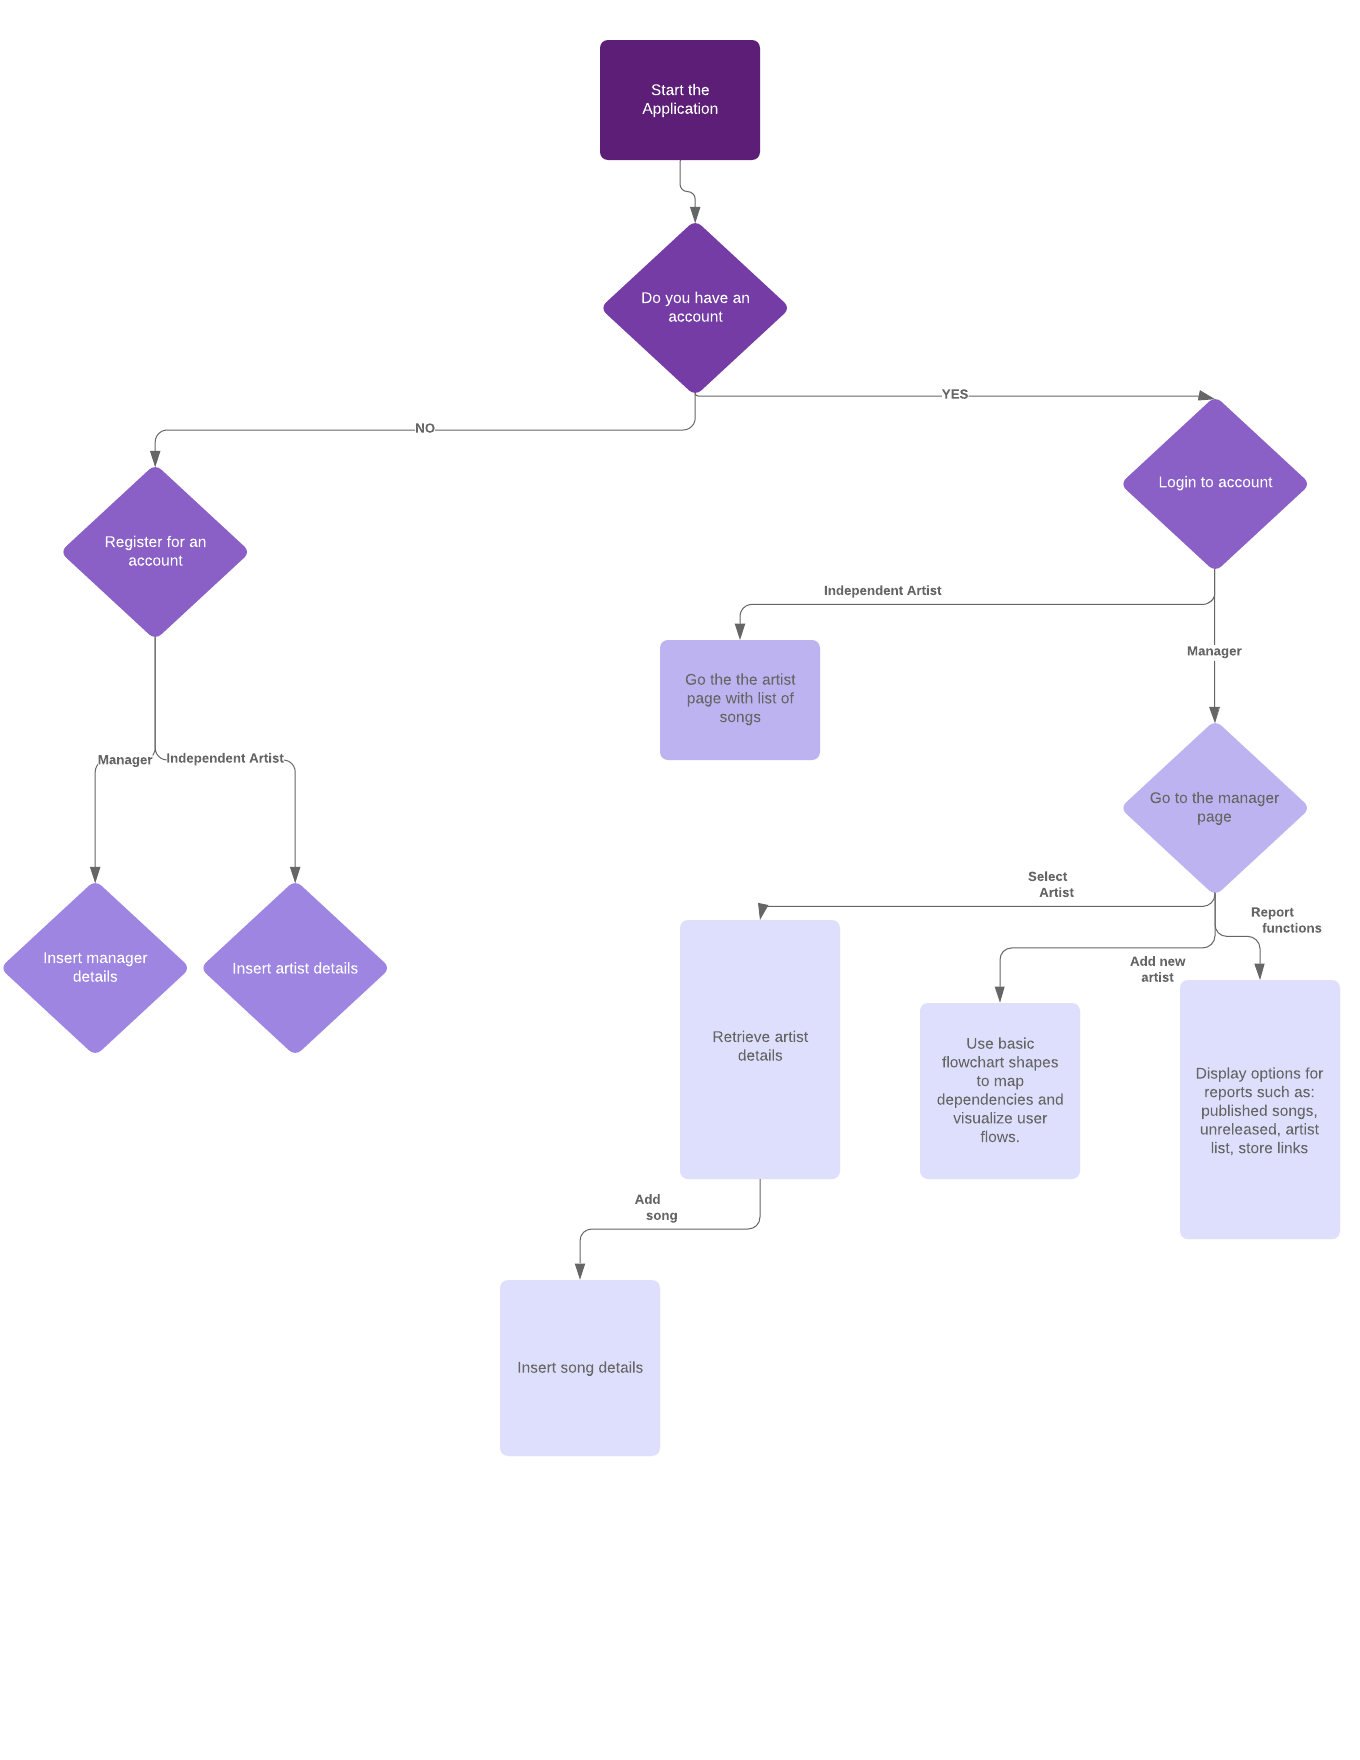 Start the
Application
Do you have an
account
YES
NO
Login to account
Register for an
account
Independent Artist
Manager
Go the the artist
page with list of
songs
Manager
Independent Artist
Go to the manager
page
Select
Artist
Report
functions
Add new
artist
Insert manager
details
Insert artist details
Retrieve artist
details
Use basic
flowchart shapes
to map
dependencies and
visualize user
flows.
Display options for
reports such as:
published songs,
unreleased, artist
list, store links
Add
song
Insert song details